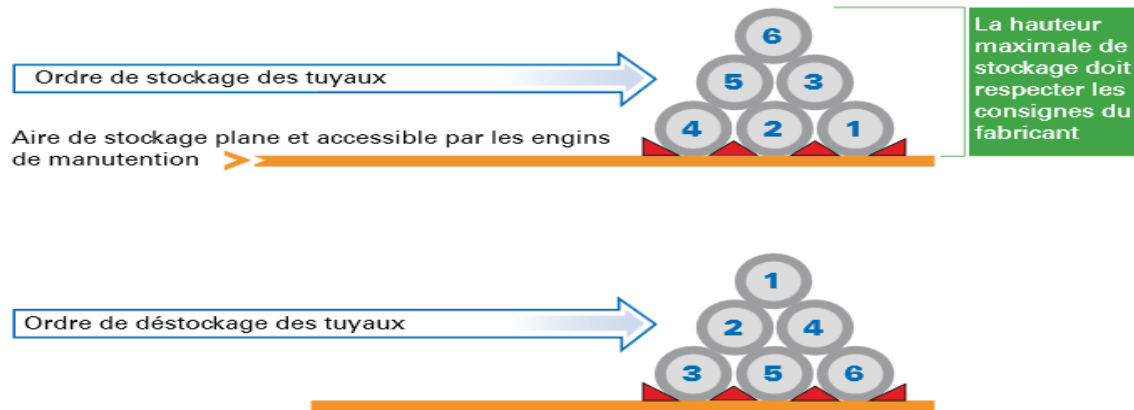 6
La hauteur
maximale de
stockage doit
respecter les
consignes du
fabricant
Ordre de stockage des tuyaux
5 3
Aire de stockage plane et accessible par les engins
de manutention
4 2 1
1
Ordre de déstockage des tuyaux
2 4
3 5 6